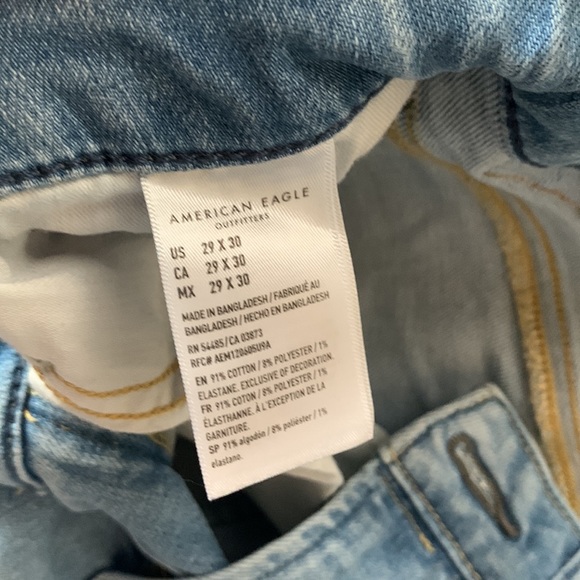 AMERICAN EAGLE
OUTFITTERS
US 29 X 30
CA 29 X 30
MX 29 X 30
MADE IN BANGLADESH / FABRIQUÉ AU
BANGLADESH / HECHO EN BANGLADESH
RN 54485/CA 03873
RFC# AEM120605U9A
EN 91% COTTON / 8% POLYESTER / 1%
ELASTANE. EXCLUSIVE OF DECORATION.
FR 91% COTON / 8% POLYESTER / 1%
ÉLASTHANNE. À L'EXCEPTION DE LA
GARNITURE.
SP 91% algodón / 8% poliéster / 1%
elastano.